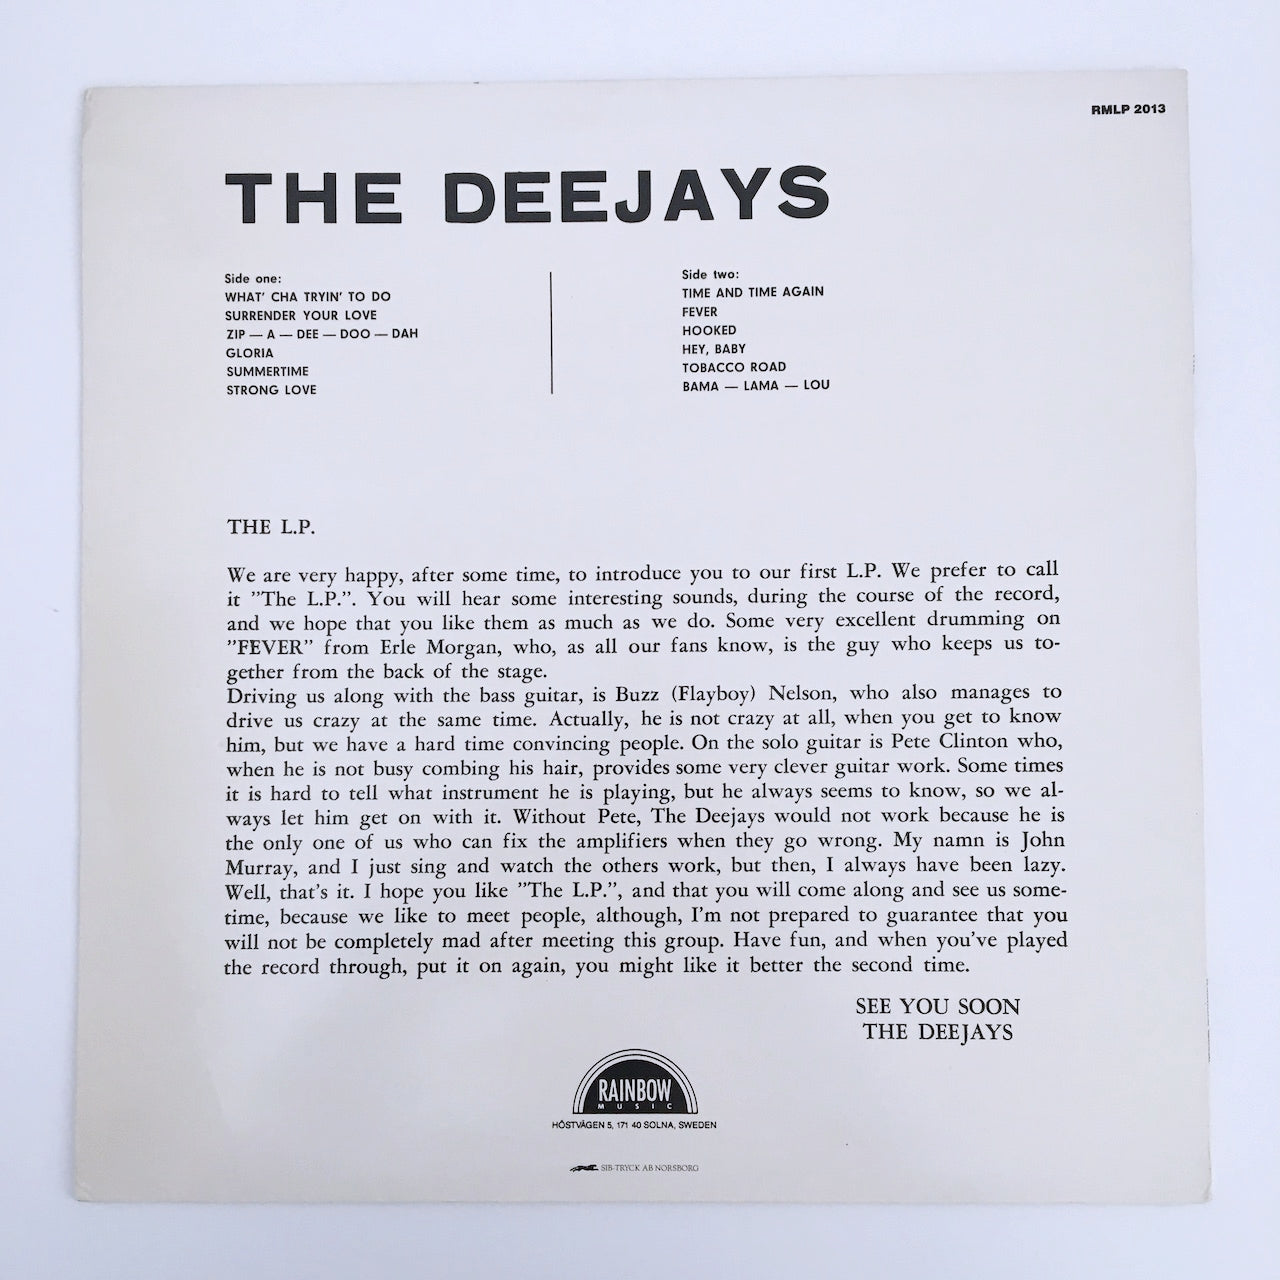 RMLP 2013
THE DEEJAYS
Side one:
WHAT' CHA TRYIN' TO DO
SURRENDER YOUR LOVE
ZIP — A — DEE — DOO — DAH
GLORIA
SUMMERTIME
STRONG LOVE
Side two:
TIME AND TIME AGAIN
FEVER
HOOKED
HEY, BABY
TOBACCO ROAD
BAMA — LAMA — LOU
THE L.P.
We are very happy, after some time, to introduce you to our first L.P. We prefer to call
it ”The L.P.”. You will hear some interesting sounds, during the course of the record,
and we hope that you like them as much as we do. Some very excellent drumming on
”FEVER” from Erle Morgan, who, as all our fans know, is the guy who keeps us to-
gether from the back of the stage.
Driving us along with the bass guitar, is Buzz (Flayboy) Nelson, who also manages to
drive us crazy at the same time. Actually, he is not crazy at all, when you get to know
him, but we have a hard time convincing people. On the solo guitar is Pete Clinton who,
when he is not busy combing his hair, provides some very clever guitar work. Some times
it is hard to tell what instrument he is playing, but he always seems to know, so we al-
ways let him get on with it. Without Pete, The Deejays would not work because he is
the only one of us who can fix the amplifiers when they go wrong. My namn is John
Murray, and I just sing and watch the others work, but then, I always have been lazy.
Well, that's it. I hope you like ”The L.P.”, and that you will come along and see us some-
time, because we like to meet people, although, I'm not prepared to guarantee that you
will not be completely mad after meeting this group. Have fun, and when you've played
the record through, put it on again, you might like it better the second time.
SEE YOU SOON
THE DEEJAYS
RAINBOW
MUSIC
HÖSTVÄGEN 5, 171 40 SOLNA, SWEDEN
SIB-TRYCK AB NORSBORG